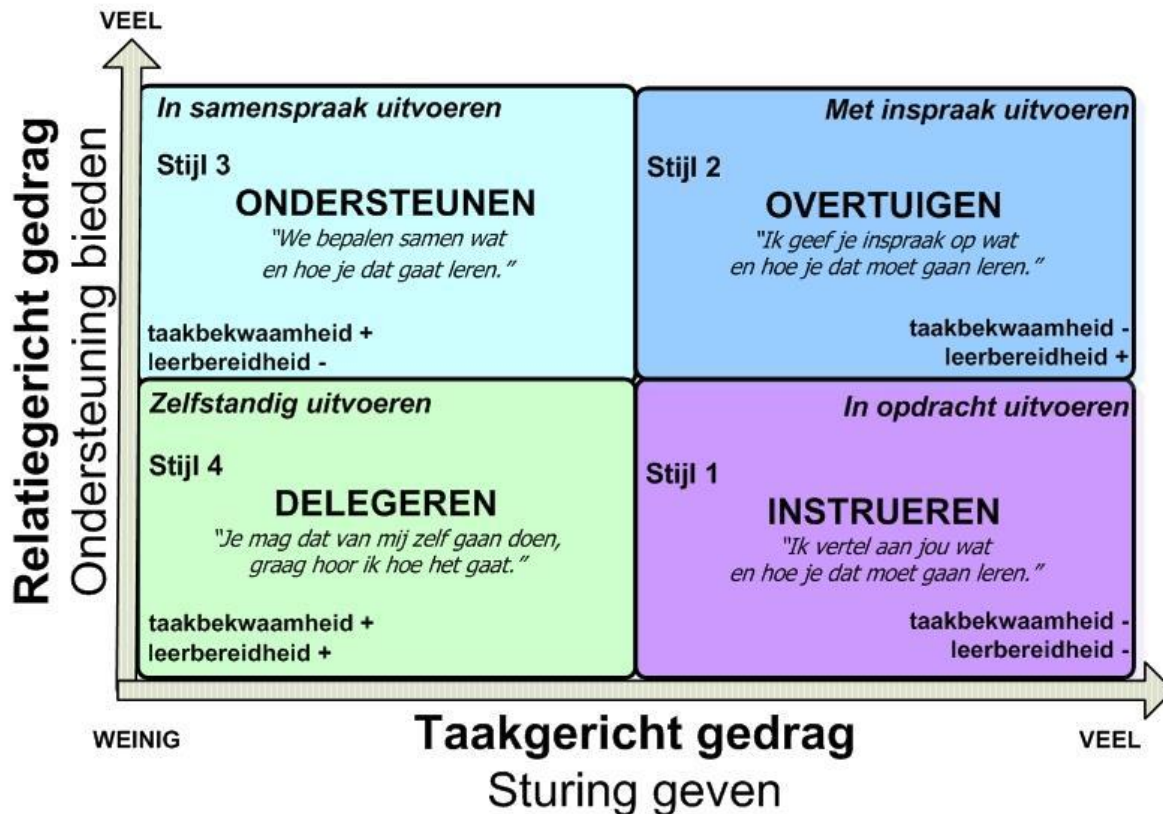 VEEL
Relatiegericht gedrag
Ondersteuning bieden
In samenspraak uitvoeren
Stijl 3
ONDERSTEUNEN
"We bepalen samen wat
en hoe je dat gaat leren."
taakbekwaamheid +
leerbereidheid -
Met inspraak uitvoeren
Stijl 2
OVERTUIGEN
"Ik geef je inspraak op wat
en hoe je dat moet gaan leren."
taakbekwaamheid -
leerbereidheid +
Zelfstandig uitvoeren
Stijl 4
DELEGEREN
"Je mag dat van mij zelf gaan doen,
graag hoor ik hoe het gaat."
taakbekwaamheid +
leerbereidheid +
In opdracht uitvoeren
Stijl 1
INSTRUEREN
"Ik vertel aan jou wat
en hoe je dat moet gaan leren."
taakbekwaamheid -
leerbereidheid -
WEINIG
Taakgericht gedrag
VEEL
Sturing geven